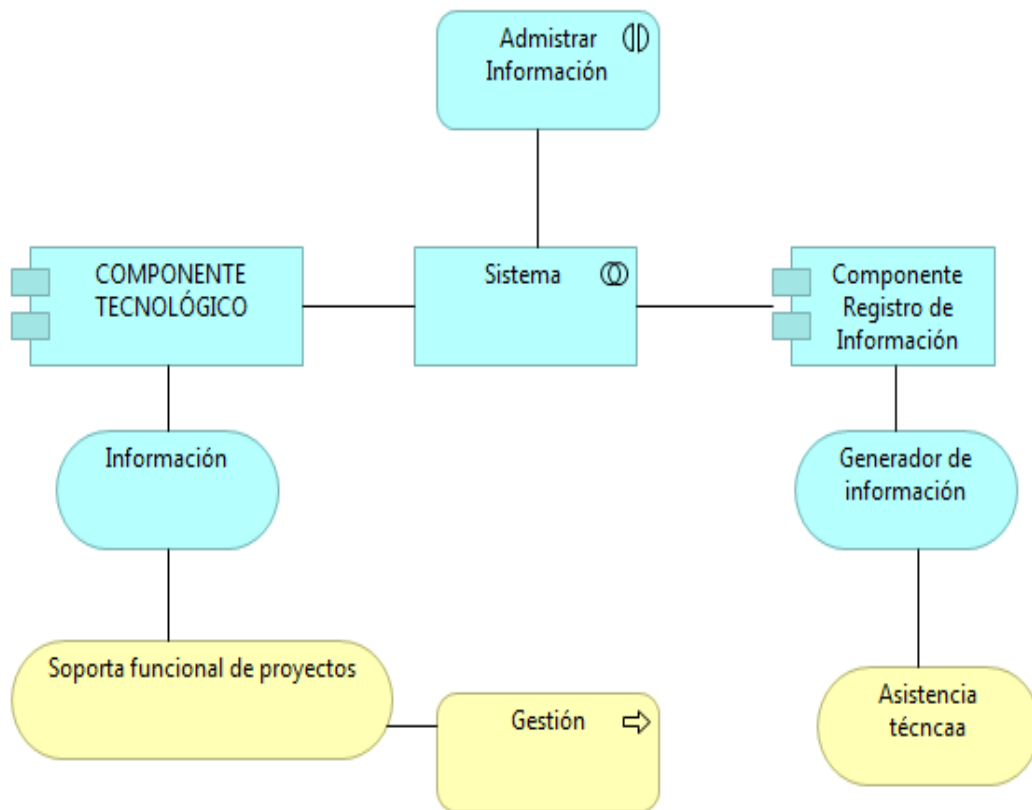 Admistrar
Información
COMPONENTE
TECNOLÓGICO
Sistema
Componente
Registro de
Información
Información
Generador de
información
Soporta funcional de proyectos
Gestión
Asistencia
técncaa